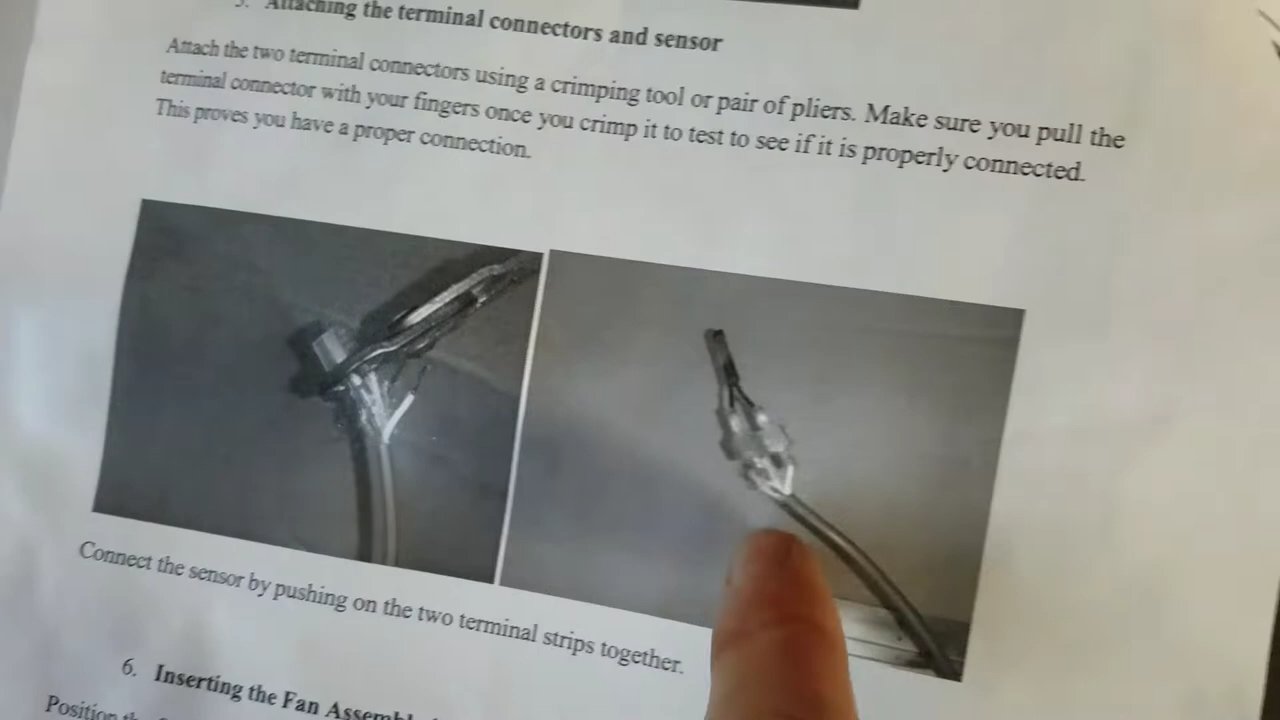 Attaching the terminal connectors and sensor
Attach the two terminal connectors using a crimping tool or pair of pliers. Make sure you pull the
terminal connector with your fingers once you crimp it to test to see if it is properly connected.
This proves you have a proper connection.
Connect the sensor by pushing on the two terminal strips together.
6. Inserting the Fan
Position